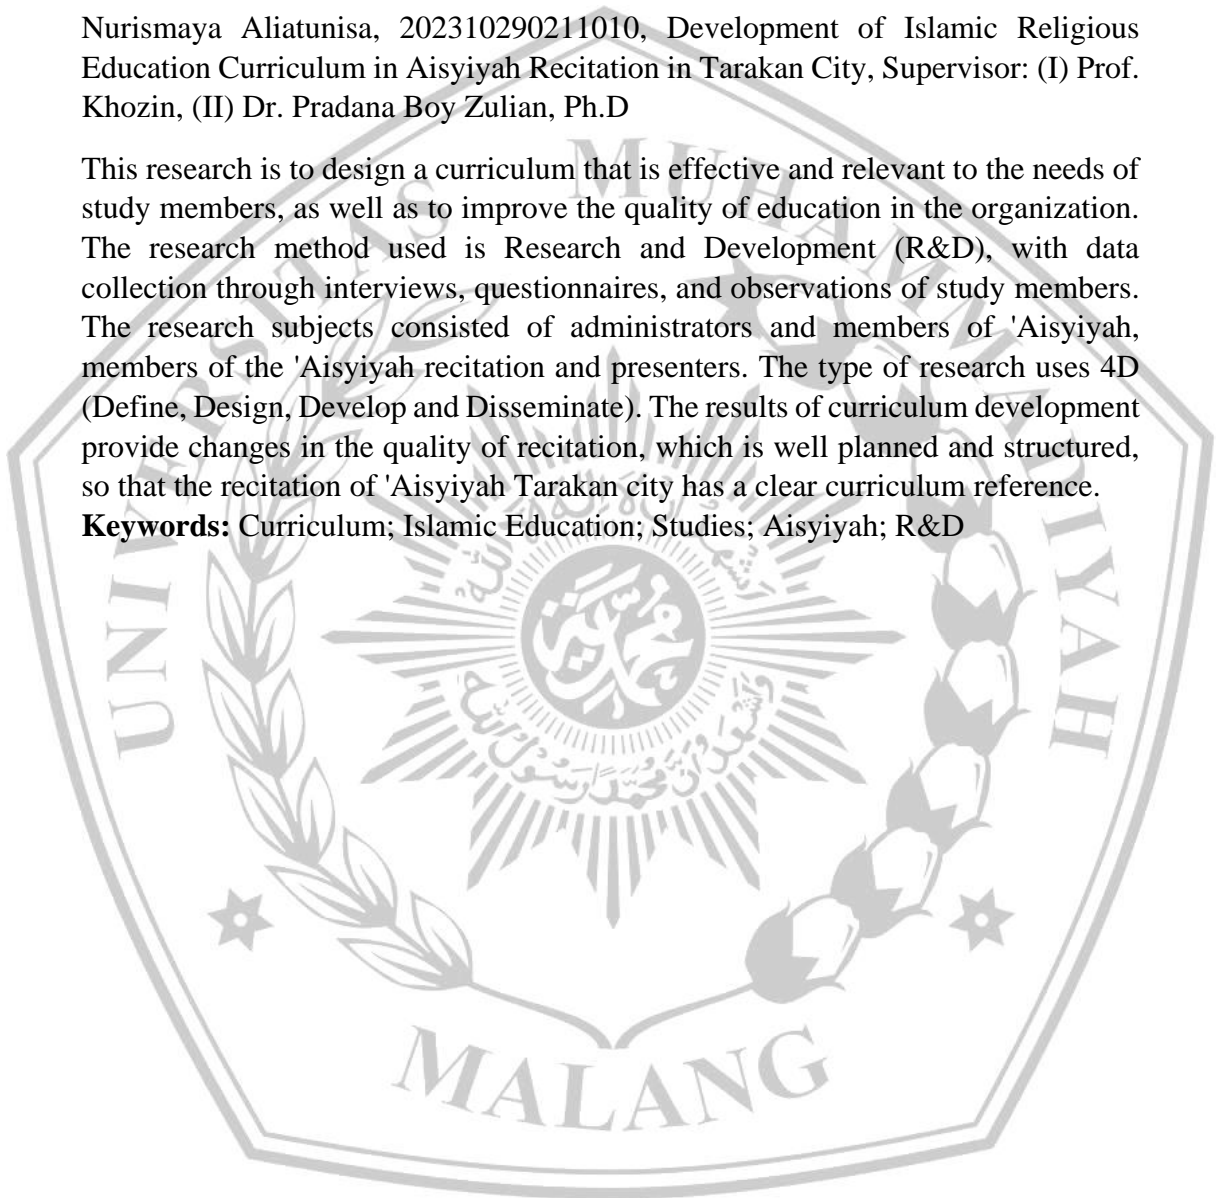 Nurismaya Aliatunisa, 202310290211010, Development of Islamic Religious
Education Curriculum in Aisyiyah Recitation in Tarakan City, Supervisor: (I) Prof.
Khozin, (II) Dr. Pradana Boy Zulian, Ph.D
This research is to design a curriculum that is effective and relevant to the needs of
study members, as well as to improve the quality of education in the organization.
The research method used is Research and Development (R&D), with data
collection through interviews, questionnaires, and observations of study members.
The research subjects consisted of administrators and members of 'Aisyiyah,
members of the 'Aisyiyah recitation and presenters. The type of research uses 4D
(Define, Design, Develop and Disseminate). The results of curriculum development
provide changes in the quality of recitation, which is well planned and structured,
so that the recitation of 'Aisyiyah Tarakan city has a clear curriculum reference.
Keywords: Curriculum; Islamic Education; Studies; Aisyiyah; R&D
UNIVERSITAS MUHAMMADIYAH
MALANG